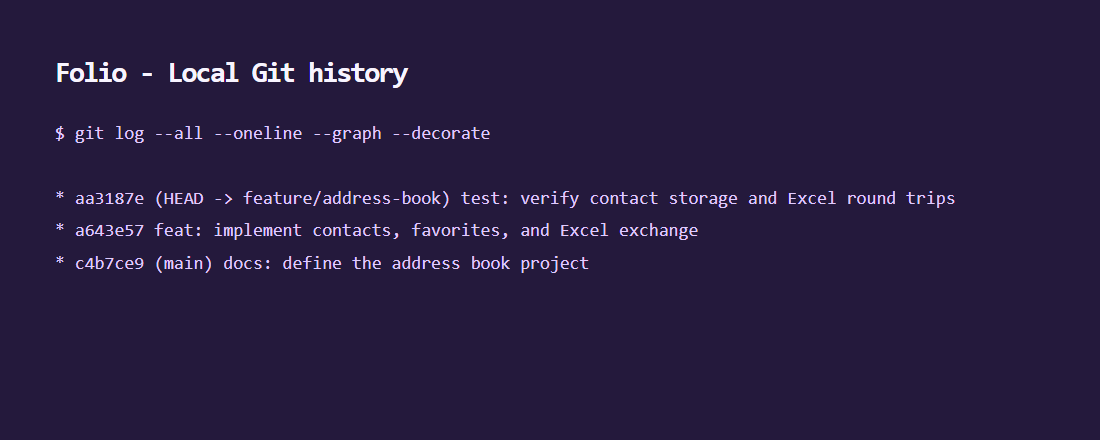 Folio - Local Git history
$ git log --all --oneline --graph --decorate
* aa3187e (HEAD -> feature/address-book) test: verify contact storage and Excel round trips
* a643e57 feat: implement contacts, favorites, and Excel exchange
* c4b7ce9 (main) docs: define the address book project